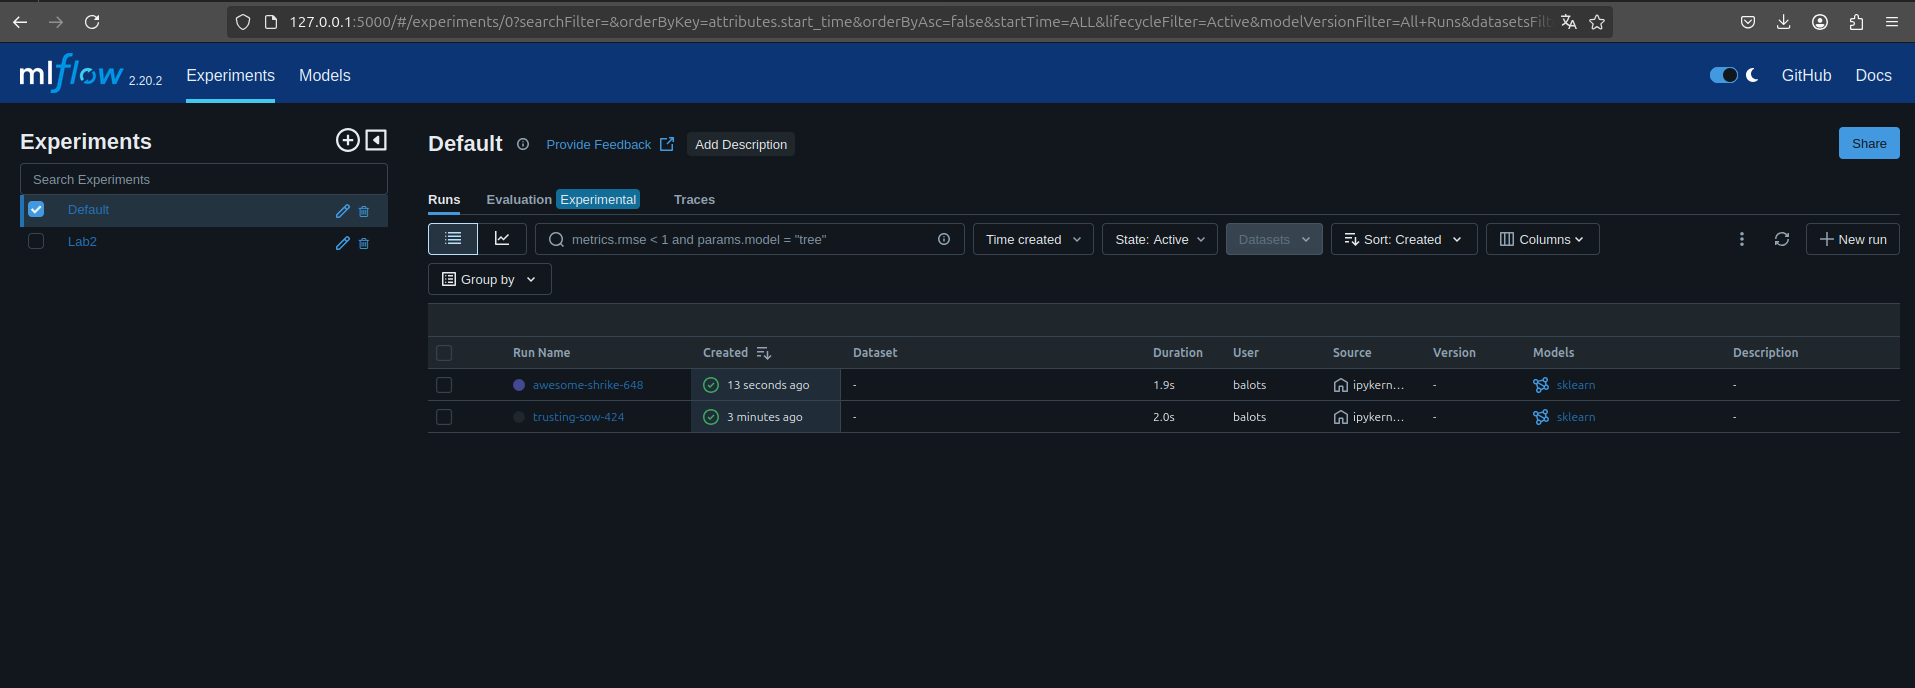 127.0.0.1:5000/#/experiments/0?searchFilter=&orderByKey=attributes.start_time&orderByAsc=false&startTime=ALL&lifecycleFilter=Active&modelVersionFilter=All+Runs&datasetsFilt
mlflow 2.20.2 Experiments Models GitHub Docs
Experiments
Search Experiments
Default
Lab2
Default Provide Feedback Add Description Share
Runs Evaluation Experimental Traces
metrics.rmse < 1 and params.model = "tree" Time created State: Active Datasets Sort: Created Columns New run
Group by
Run Name Created Dataset Duration User Source Version Models Description
awesome-shrike-648 13 seconds ago - 1.9s balots ipykern... - sklearn -
trusting-sow-424 3 minutes ago - 2.0s balots ipykern... - sklearn -